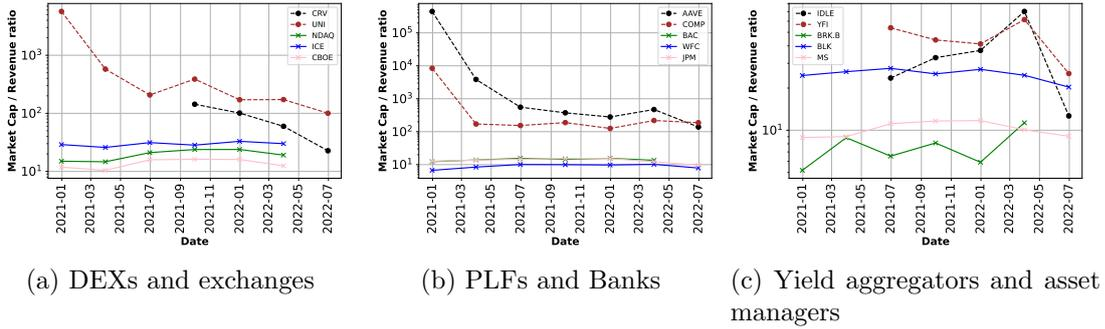 CRV
UNI
NDAQ
ICE
CBOE
10³
10²
10¹
Market Cap / Revenue ratio
2021-01
2021-03
2021-05
2021-07
2021-09
2021-11
2022-01
2022-03
2022-05
2022-07
Date
(a) DEXs and exchanges
AAVE
COMP
BAC
WFC
JPM
10⁵
10⁴
10³
10²
10¹
Market Cap / Revenue ratio
2021-01
2021-03
2021-05
2021-07
2021-09
2021-11
2022-01
2022-03
2022-05
2022-07
Date
(b) PLFs and Banks
IDLE
YFI
BRK.B
BLK
MS
10¹
Market Cap / Revenue ratio
2021-01
2021-03
2021-05
2021-07
2021-09
2021-11
2022-01
2022-03
2022-05
2022-07
Date
(c) Yield aggregators and asset
managers